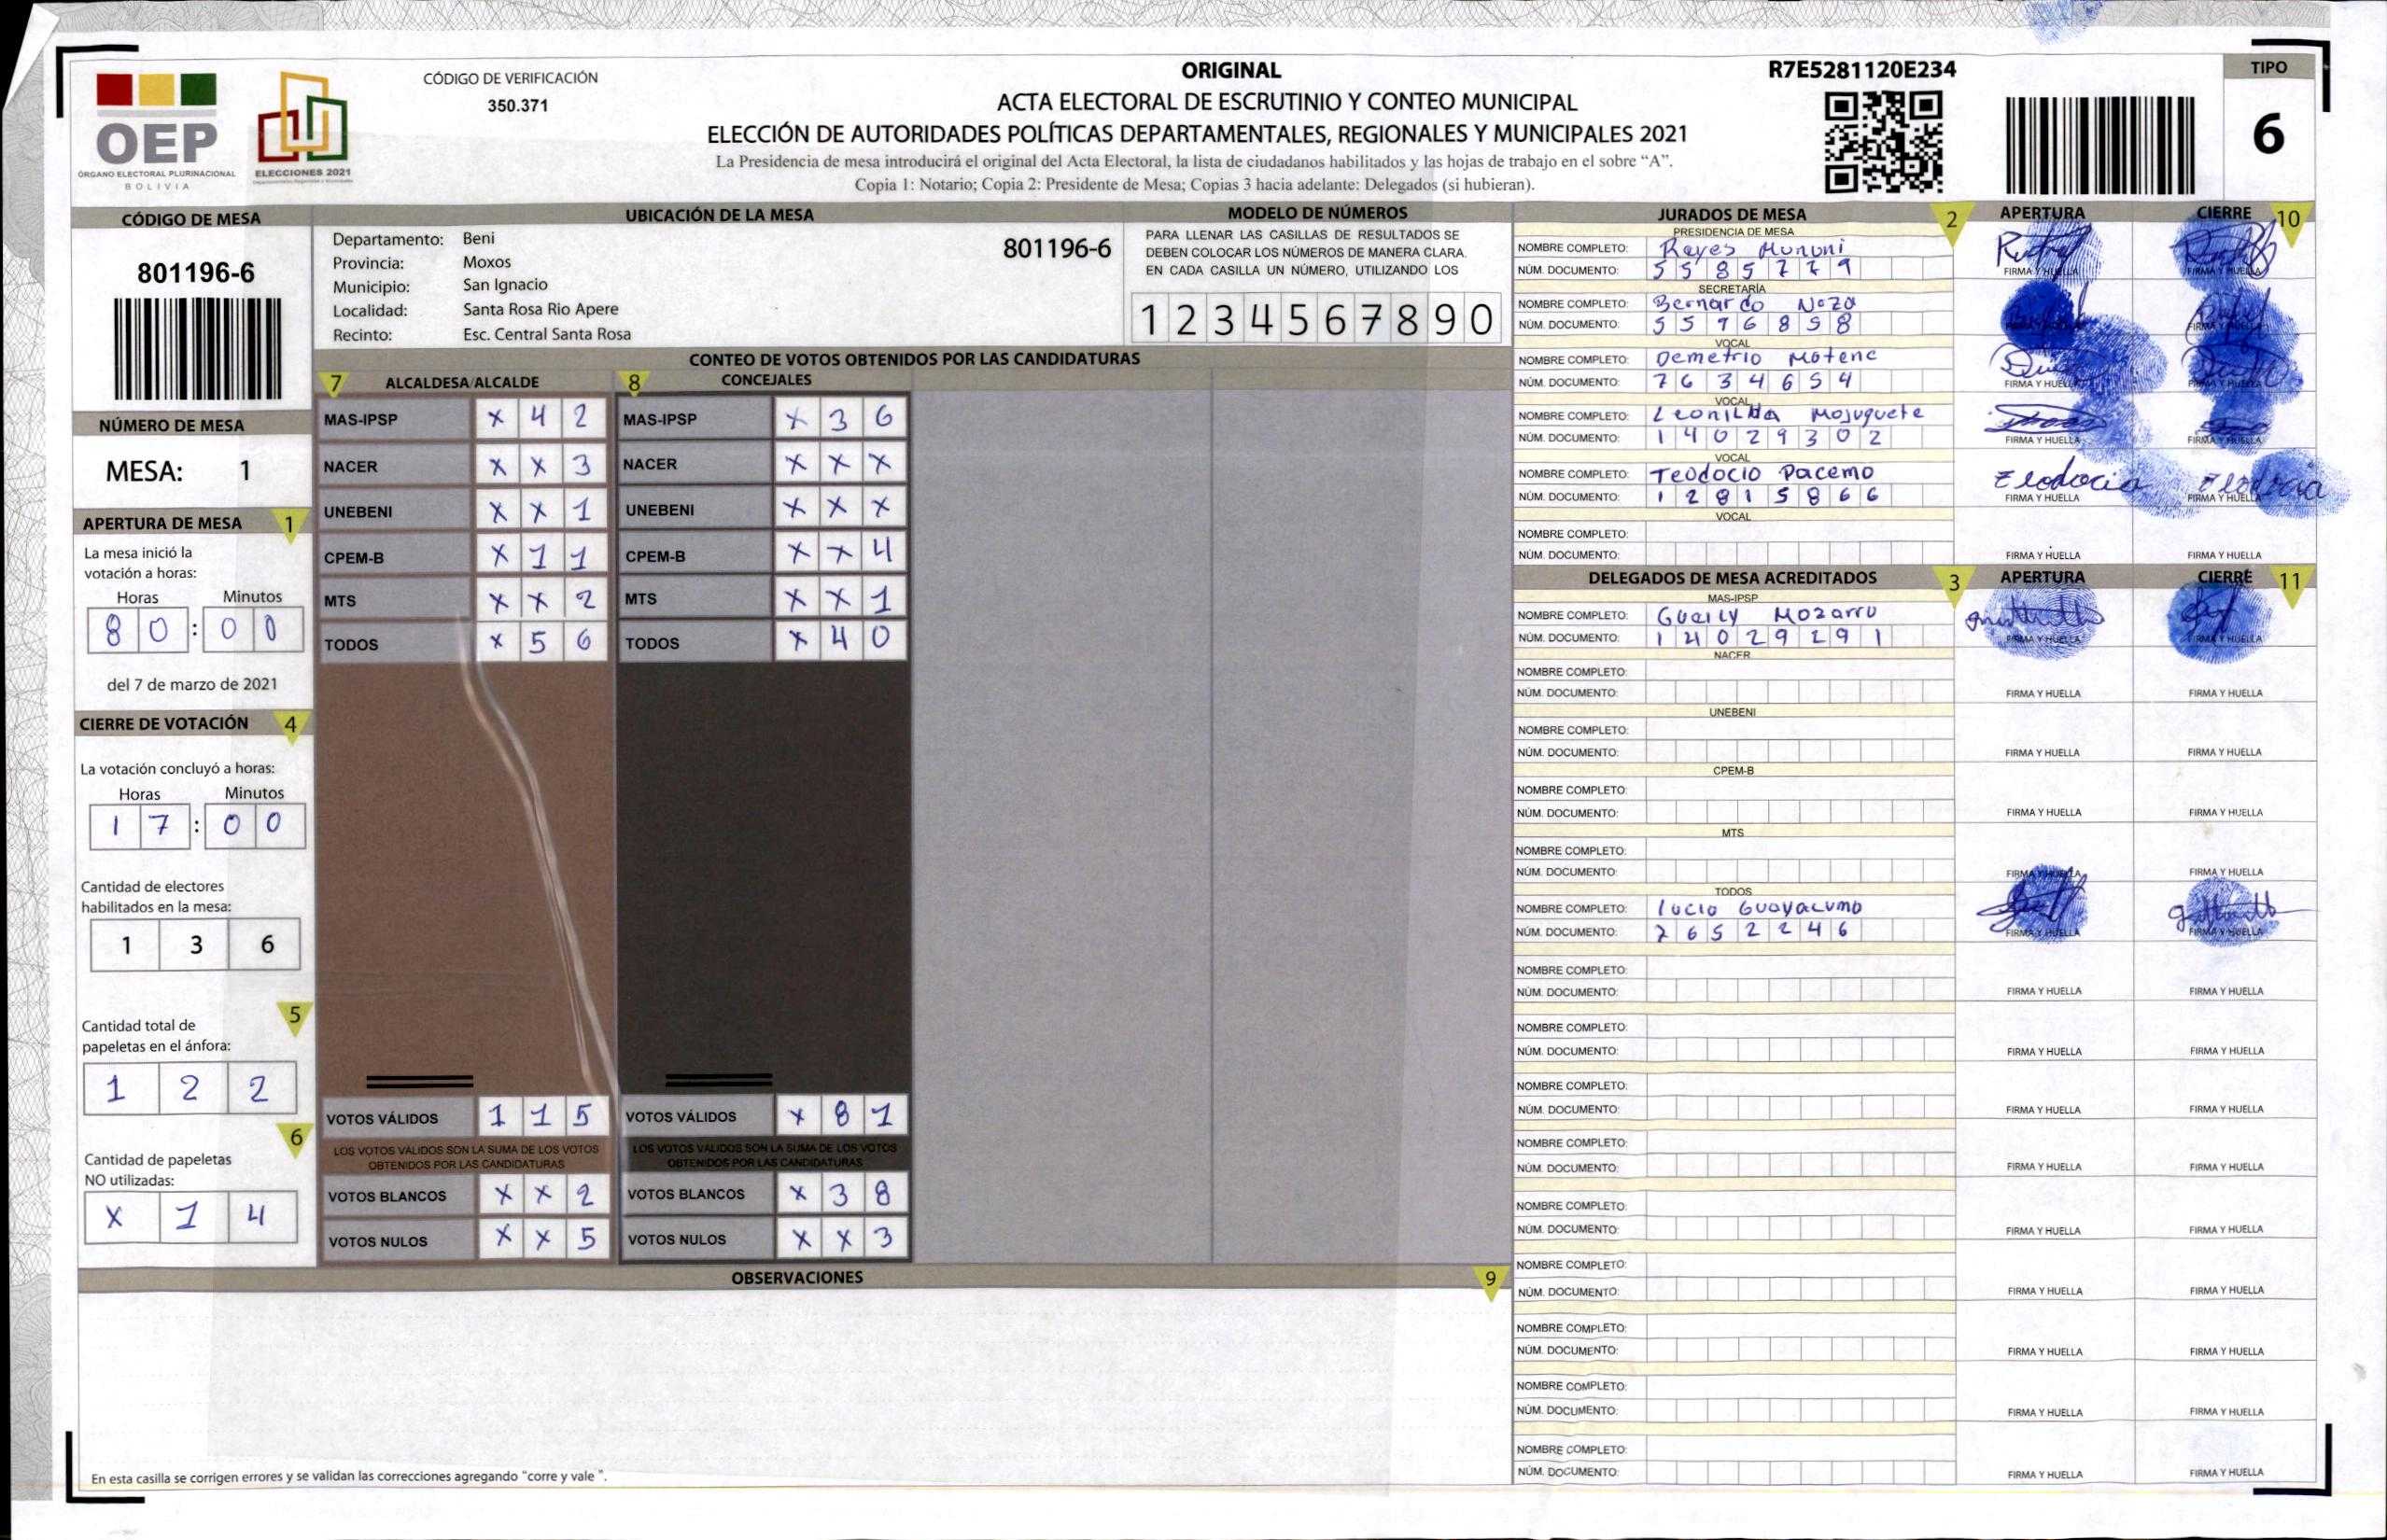 ORIGINAL
ACTA ELECTORAL DE ESCRUTINIO Y CONTEO MUNICIPAL
ELECCIÓN DE AUTORIDADES POLÍTICAS DEPARTAMENTALES, REGIONALES Y MUNICIPALES 2021
La Presidencia de mesa introducirá el original del Acta Electoral, la lista de ciudadanos habilitados y las hojas de trabajo en el sobre “A”.
Copia 1: Notario; Copia 2: Presidente de Mesa; Copias 3 hacia adelante: Delegados (si hubieran).
OEP
ÓRGANO ELECTORAL PLURINACIONAL
BOLIVIA
ELECCIONES 2021
CÓDIGO DE VERIFICACIÓN
350.371
R7E5281120E234
TIPO
6
CÓDIGO DE MESA
801196-6
NÚMERO DE MESA
MESA: 1
APERTURA DE MESA 1
La mesa inició la
votación a horas:
Horas Minutos
8 0 : 0 0
del 7 de marzo de 2021
CIERRE DE VOTACIÓN 4
La votación concluyó a horas:
Horas Minutos
1 7 : 0 0
Cantidad de electores
habilitados en la mesa:
1 3 6
5
Cantidad total de
papeletas en el ánfora:
1 2 2
6
Cantidad de papeletas
NO utilizadas:
X 1 4
UBICACIÓN DE LA MESA
Departamento: Beni
Provincia: Moxos
Municipio: San Ignacio
Localidad: Santa Rosa Rio Apere
Recinto: Esc. Central Santa Rosa
801196-6
MODELO DE NÚMEROS
PARA LLENAR LAS CASILLAS DE RESULTADOS SE
DEBEN COLOCAR LOS NÚMEROS DE MANERA CLARA.
EN CADA CASILLA UN NÚMERO, UTILIZANDO LOS
1 2 3 4 5 6 7 8 9 0
CONTEO DE VOTOS OBTENIDOS POR LAS CANDIDATURAS
7 ALCALDESA/ALCALDE
MAS-IPSP X 4 2
NACER X X 3
UNEBENI X X 1
CPEM-B X 1 1
MTS X X 2
TODOS X 5 6
VOTOS VÁLIDOS 1 1 5
LOS VOTOS VÁLIDOS SON LA SUMA DE LOS VOTOS
OBTENIDOS POR LAS CANDIDATURAS
VOTOS BLANCOS X X 2
VOTOS NULOS X X 5
8 CONCEJALES
MAS-IPSP X 3 6
NACER X X X
UNEBENI X X X
CPEM-B X X 4
MTS X X 1
TODOS X 4 0
VOTOS VÁLIDOS X 8 1
LOS VOTOS VÁLIDOS SON LA SUMA DE LOS VOTOS
OBTENIDOS POR LAS CANDIDATURAS
VOTOS BLANCOS X 3 8
VOTOS NULOS X X 3
OBSERVACIONES 9
En esta casilla se corrigen errores y se validan las correcciones agregando "corre y vale ".
JURADOS DE MESA 2 APERTURA CIERRE 10
PRESIDENCIA DE MESA
NOMBRE COMPLETO: Reyes Mununi
NÚM. DOCUMENTO: 5 5 8 5 7 7 9
FIRMA Y HUELLA FIRMA Y HUELLA
SECRETARÍA
NOMBRE COMPLETO: Bernardo Noza
NÚM. DOCUMENTO: 5 5 9 6 8 5 8
VOCAL
NOMBRE COMPLETO: Demetrio Motene
NÚM. DOCUMENTO: 7 6 3 4 6 5 4
FIRMA Y HUELLA FIRMA Y HUELLA
VOCAL
NOMBRE COMPLETO: Leonilda Mojuquete
NÚM. DOCUMENTO: 1 4 0 2 9 3 0 2
FIRMA Y HUELLA FIRMA Y HUELLA
VOCAL
NOMBRE COMPLETO: Teodocio Pacemo
NÚM. DOCUMENTO: 1 2 8 1 5 8 6 6
FIRMA Y HUELLA FIRMA Y HUELLA
VOCAL
NOMBRE COMPLETO:
NÚM. DOCUMENTO:
FIRMA Y HUELLA FIRMA Y HUELLA
DELEGADOS DE MESA ACREDITADOS 3 APERTURA CIERRE 11
MAS-IPSP
NOMBRE COMPLETO: Gueily Mozarru
NÚM. DOCUMENTO: 1 4 0 2 9 2 9 1
FIRMA Y HUELLA FIRMA Y HUELLA
NACER
NOMBRE COMPLETO:
NÚM. DOCUMENTO:
FIRMA Y HUELLA FIRMA Y HUELLA
UNEBENI
NOMBRE COMPLETO:
NÚM. DOCUMENTO:
FIRMA Y HUELLA FIRMA Y HUELLA
CPEM-B
NOMBRE COMPLETO:
NÚM. DOCUMENTO:
FIRMA Y HUELLA FIRMA Y HUELLA
MTS
NOMBRE COMPLETO:
NÚM. DOCUMENTO:
FIRMA Y HUELLA FIRMA Y HUELLA
TODOS
NOMBRE COMPLETO: Lucio Guayacumo
NÚM. DOCUMENTO: 7 6 5 2 2 4 6
FIRMA Y HUELLA FIRMA Y HUELLA
NOMBRE COMPLETO:
NÚM. DOCUMENTO: FIRMA Y HUELLA FIRMA Y HUELLA
NOMBRE COMPLETO:
NÚM. DOCUMENTO: FIRMA Y HUELLA FIRMA Y HUELLA
NOMBRE COMPLETO:
NÚM. DOCUMENTO: FIRMA Y HUELLA FIRMA Y HUELLA
NOMBRE COMPLETO:
NÚM. DOCUMENTO: FIRMA Y HUELLA FIRMA Y HUELLA
NOMBRE COMPLETO:
NÚM. DOCUMENTO: FIRMA Y HUELLA FIRMA Y HUELLA
NOMBRE COMPLETO:
NÚM. DOCUMENTO: FIRMA Y HUELLA FIRMA Y HUELLA
NOMBRE COMPLETO:
NÚM. DOCUMENTO: FIRMA Y HUELLA FIRMA Y HUELLA
NOMBRE COMPLETO:
NÚM. DOCUMENTO: FIRMA Y HUELLA FIRMA Y HUELLA
NOMBRE COMPLETO:
NÚM. DOCUMENTO: FIRMA Y HUELLA FIRMA Y HUELLA